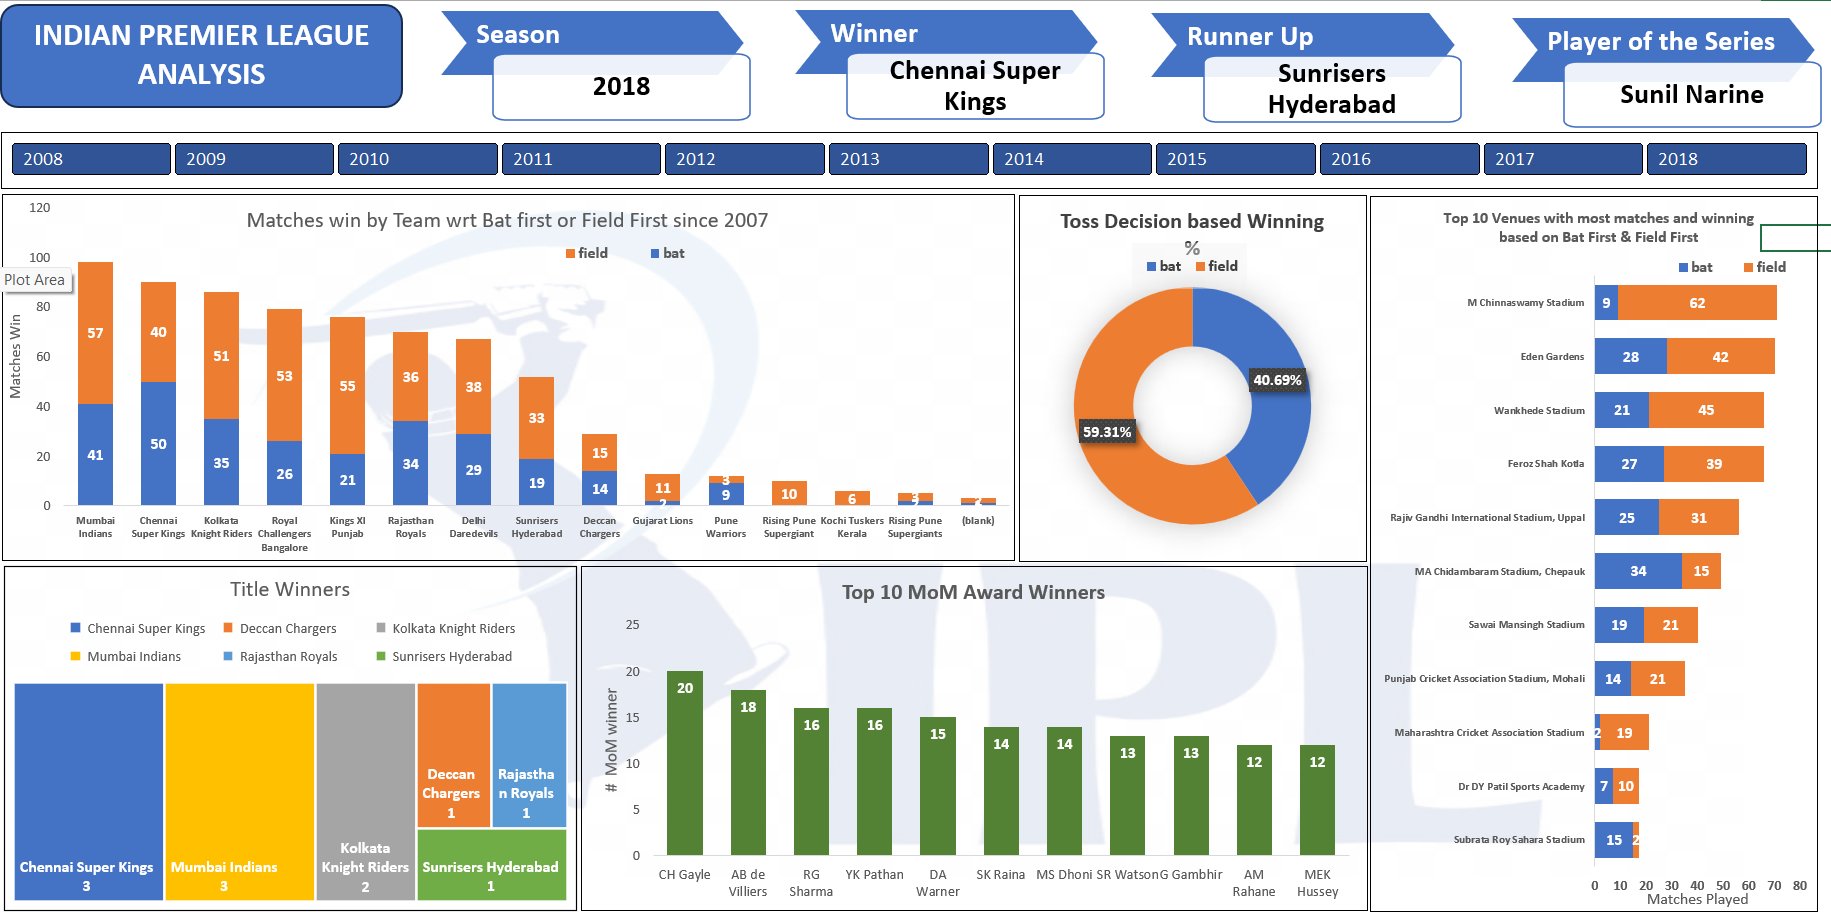 INDIAN PREMIER LEAGUE
ANALYSIS
Season
2018
Winner
Chennai Super
Kings
Runner Up
Sunrisers
Hyderabad
Player of the Series
Sunil Narine
2008 2009 2010 2011 2012 2013 2014 2015 2016 2017 2018
Matches win by Team wrt Bat first or Field First since 2007
field bat
Plot Area
Matches Win
120
100
80
60
40
20
0
57 40 51 53 55 36 38 33 15 11 3 10 6 3
41 50 35 26 21 34 29 19 14 2 9 2
Mumbai
Indians
Chennai
Super Kings
Kolkata
Knight Riders
Royal
Challengers
Bangalore
Kings XI
Punjab
Rajasthan
Royals
Delhi
Daredevils
Sunrisers
Hyderabad
Deccan
Chargers
Gujarat Lions
Pune
Warriors
Rising Pune
Supergiant
Kochi Tuskers
Kerala
Rising Pune
Supergiants
(blank)
Toss Decision based Winning
%
bat field
40.69%
59.31%
Top 10 Venues with most matches and winning
based on Bat First & Field First
bat field
M Chinnaswamy Stadium 9 62
Eden Gardens 28 42
Wankhede Stadium 21 45
Feroz Shah Kotla 27 39
Rajiv Gandhi International Stadium, Uppal 25 31
MA Chidambaram Stadium, Chepauk 34 15
Sawai Mansingh Stadium 19 21
Punjab Cricket Association Stadium, Mohali 14 21
Maharashtra Cricket Association Stadium 2 19
Dr DY Patil Sports Academy 7 10
Subrata Roy Sahara Stadium 15 2
0 10 20 30 40 50 60 70 80
Matches Played
Title Winners
Chennai Super Kings Deccan Chargers Kolkata Knight Riders
Mumbai Indians Rajasthan Royals Sunrisers Hyderabad
Chennai Super Kings
3
Mumbai Indians
3
Kolkata
Knight Riders
2
Deccan
Chargers
1
Rajastha
n Royals
1
Sunrisers Hyderabad
1
Top 10 MoM Award Winners
# MoM winner
25
20
15
10
5
0
20 18 16 16 15 14 14 13 13 12 12
CH Gayle
AB de
Villiers
RG
Sharma
YK Pathan
DA
Warner
SK Raina
MS Dhoni
SR Watson
G Gambhir
AM
Rahane
MEK
Hussey
IPL